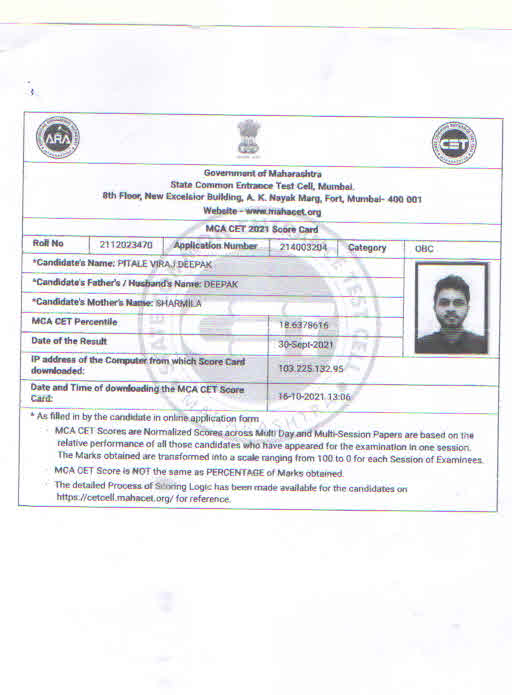 ARA
CET
Government of Maharashtra
State Common Entrance Test Cell, Mumbai.
8th Floor, New Excelsior Building, A. K. Nayak Marg, Fort, Mumbai- 400 001
Website - www.mahacet.org
MCA CET 2021 Score Card
Roll No 2112023470 Application Number 214003204 Category OBC
*Candidate's Name: PITALE VIRAJ DEEPAK
*Candidate's Father's / Husband's Name: DEEPAK
*Candidate's Mother's Name: SHARMILA
MCA CET Percentile 18.6378616
Date of the Result 30-Sept-2021
IP address of the Computer from which Score Card
downloaded: 103.225.132.95
Date and Time of downloading the MCA CET Score
Card: 16-10-2021,13:06
* As filled in by the candidate in online application form
MCA CET Scores are Normalized Scores across Multi Day and Multi-Session Papers are based on the
relative performance of all those candidates who have appeared for the examination in one session.
The Marks obtained are transformed into a scale ranging from 100 to 0 for each Session of Examinees.
MCA CET Score is NOT the same as PERCENTAGE of Marks obtained.
The detailed Process of Scoring Logic has been made available for the candidates on
https://cetcell.mahacet.org/ for reference.